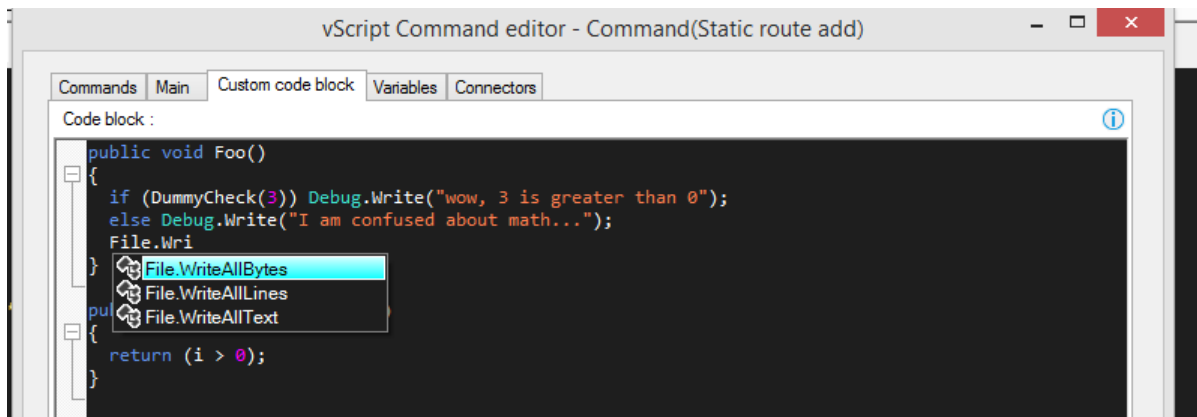 vScript Command editor - Command(Static route add)
Commands Main Custom code block Variables Connectors
Code block :
public void Foo()
{
if (DummyCheck(3)) Debug.Write("wow, 3 is greater than 0");
else Debug.Write("I am confused about math...");
File.Wri
}
File.WriteAllBytes
File.WriteAllLines
File.WriteAllText
{
return (i > 0);
}